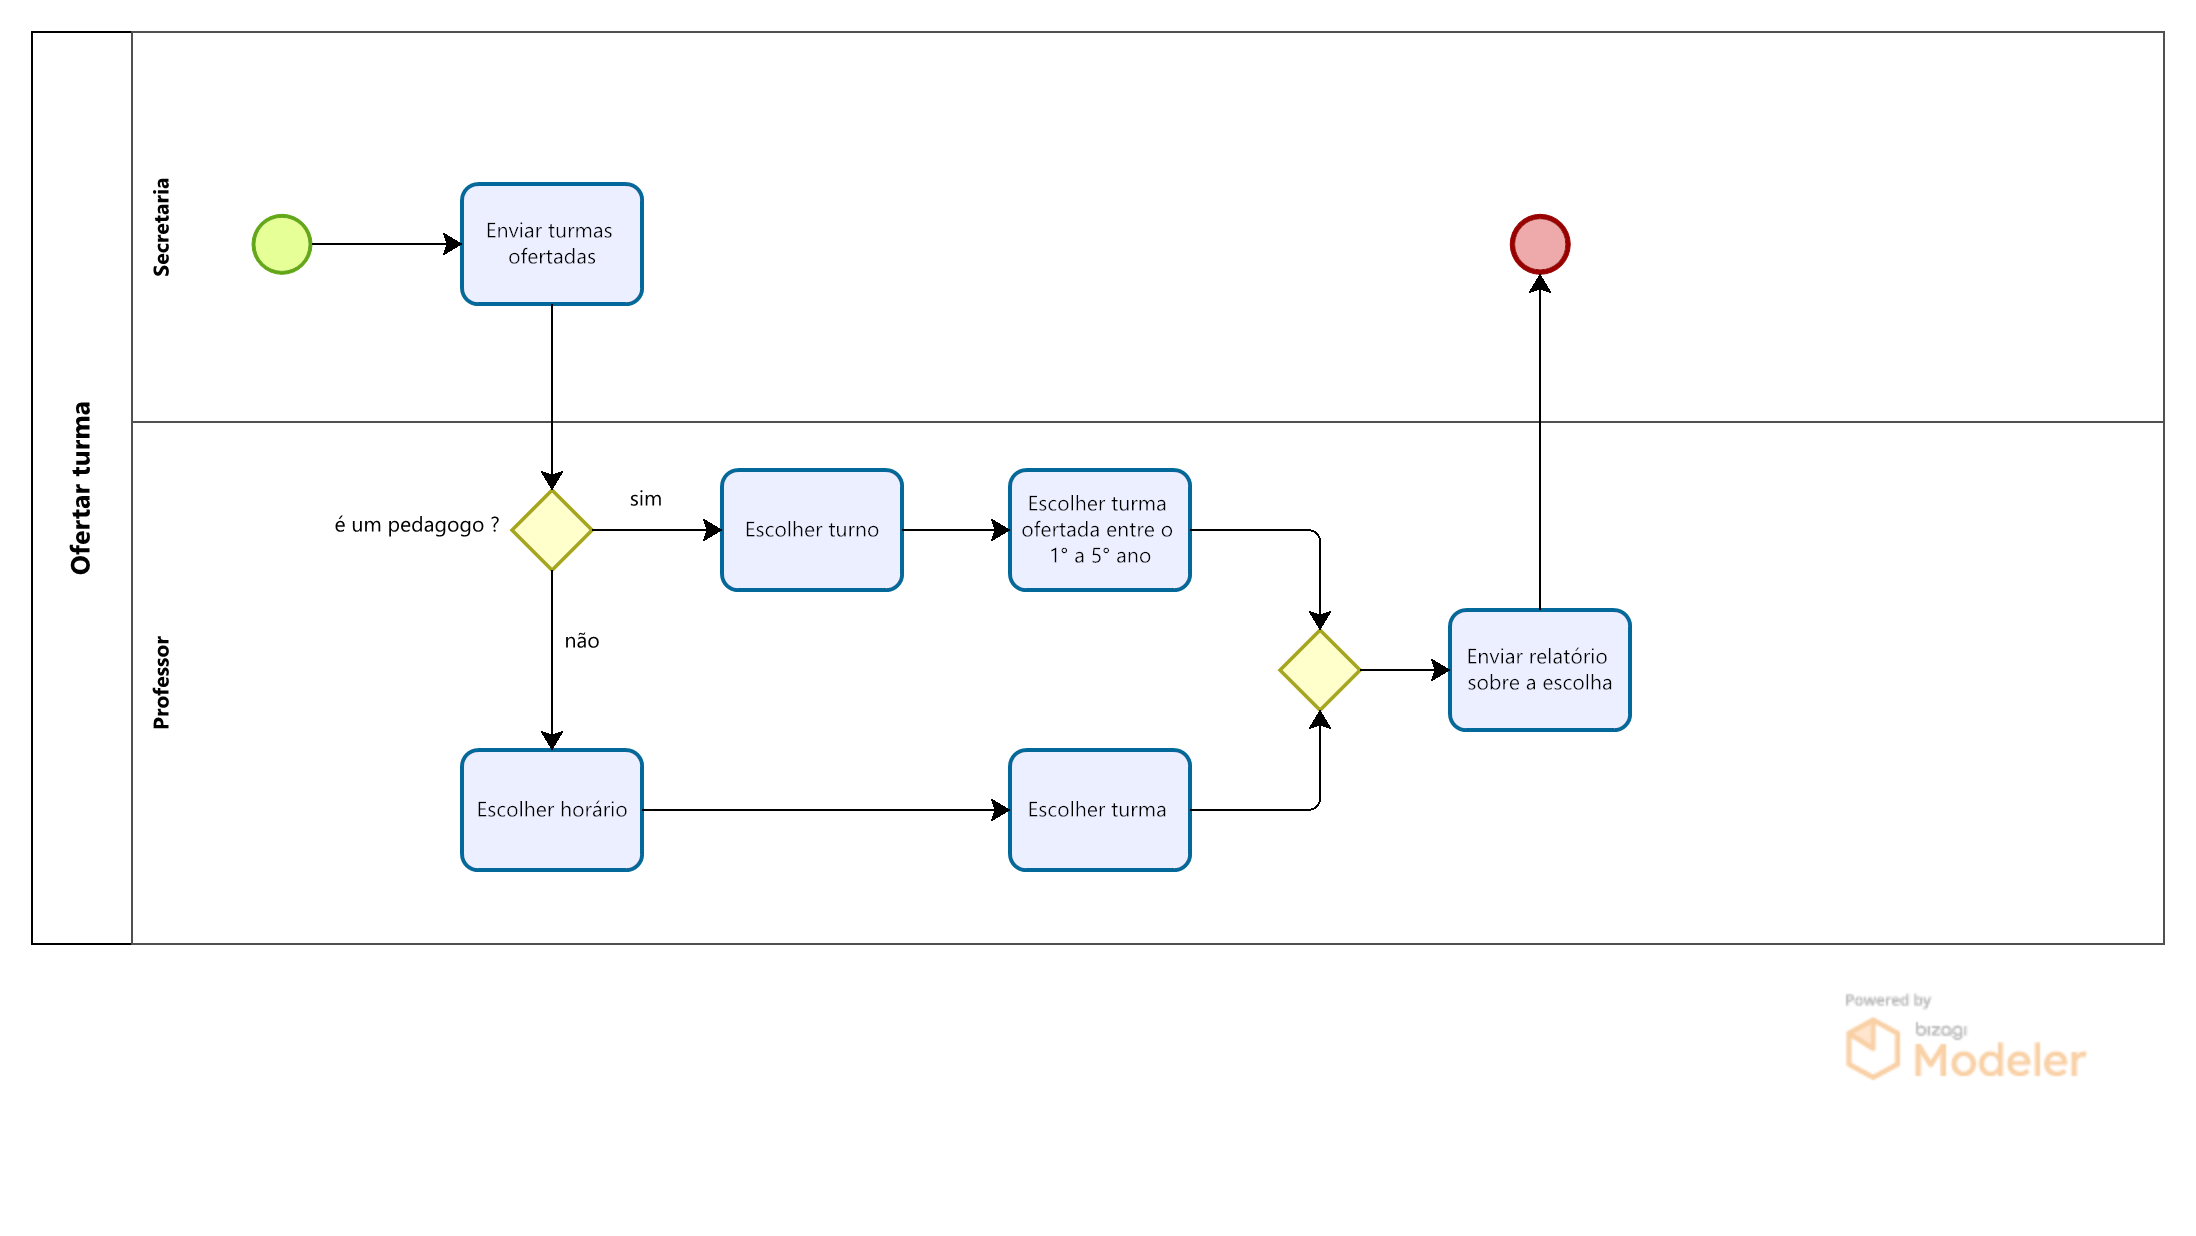 Ofertar turma
Secretaria
Enviar turmas
ofertadas
Professor
é um pedagogo ?
sim
Escolher turno
Escolher turma
ofertada entre o
1° a 5° ano
não
Enviar relatório
sobre a escolha
Escolher horário
Escolher turma
Powered by
bizagi
Modeler